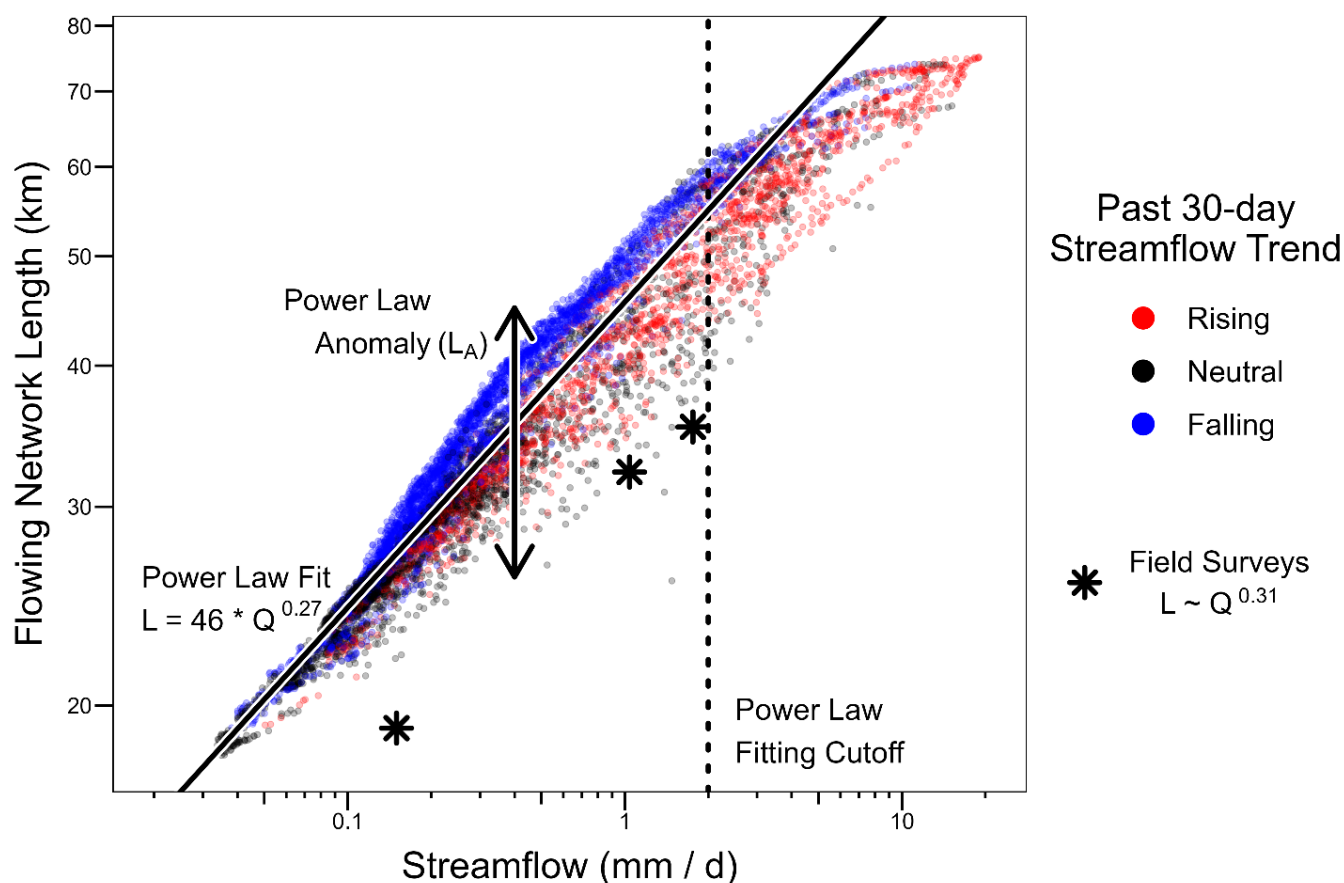 80
70
60
50
40
30
20
Flowing Network Length (km)
Power Law
Anomaly (L_A)
Power Law Fit
L = 46 * Q^0.27
Power Law
Fitting Cutoff
0.1
1
10
Streamflow (mm / d)
Past 30-day
Streamflow Trend
Rising
Neutral
Falling
Field Surveys
L ~ Q^0.31